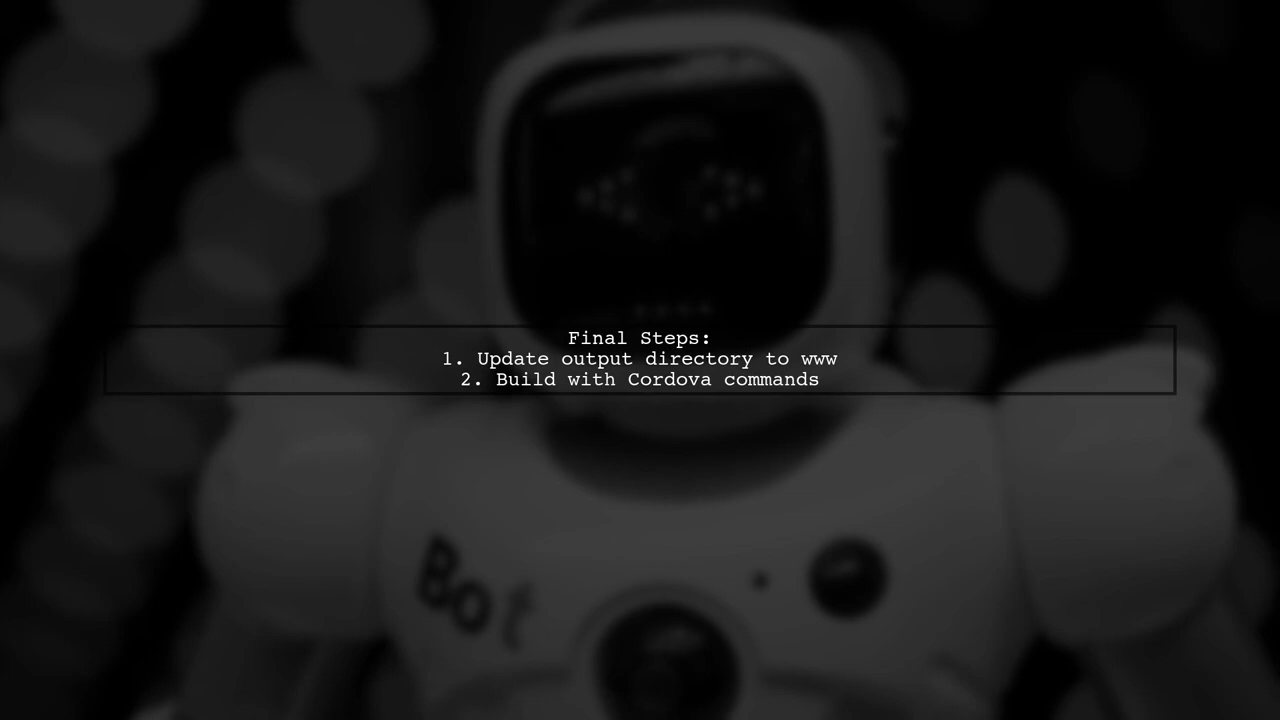 Final Steps:
1. Update output directory to www
2. Build with Cordova commands
Bot